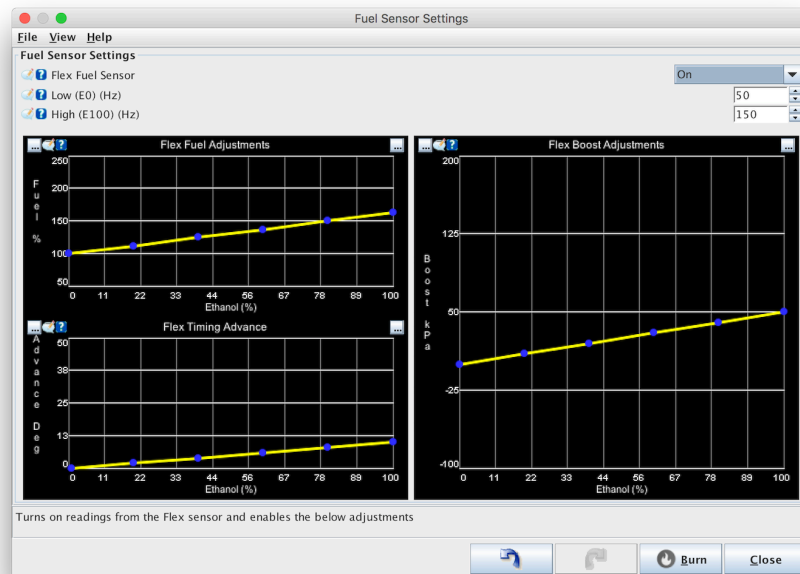 Fuel Sensor Settings
File View Help
Fuel Sensor Settings
Flex Fuel Sensor On
Low (E0) (Hz) 50
High (E100) (Hz) 150
... Flex Fuel Adjustments ...
Fuel %
250
200
150
100
50
0 11 22 33 44 56 67 78 89 100
Ethanol (%)
... Flex Timing Advance ...
Advance Deg
50
38
25
13
0
0 11 22 33 44 56 67 78 89 100
Ethanol (%)
... Flex Boost Adjustments ...
Boost kPa
200
125
50
-25
-100
0 11 22 33 44 56 67 78 89 100
Ethanol (%)
Turns on readings from the Flex sensor and enables the below adjustments
Burn Close